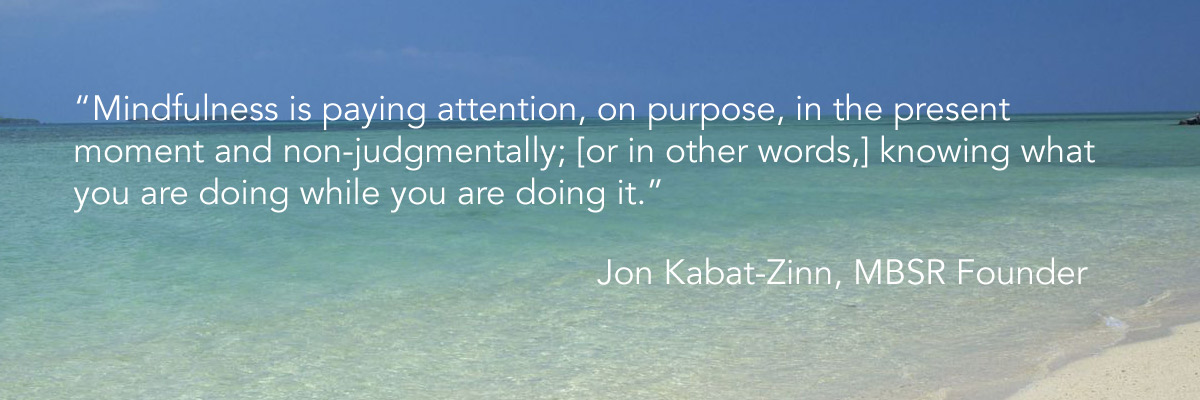 “Mindfulness is paying attention, on purpose, in the present
moment and non-judgmentally; [or in other words,] knowing what
you are doing while you are doing it.”
Jon Kabat-Zinn, MBSR Founder